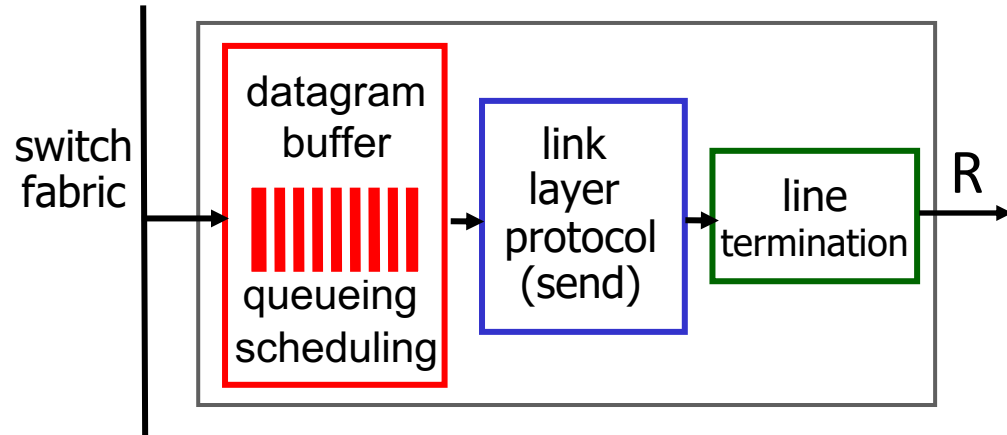 switch
fabric
datagram
buffer
queueing
scheduling
link
layer
protocol
(send)
line
termination
R